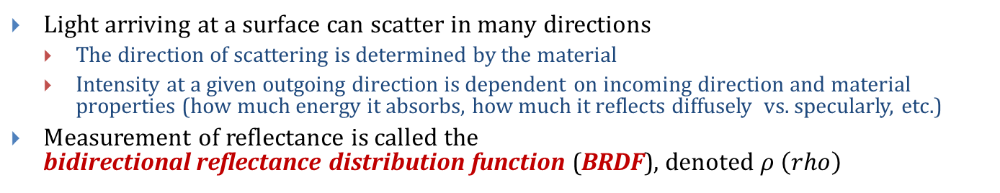 Light arriving at a surface can scatter in many directions
The direction of scattering is determined by the material
Intensity at a given outgoing direction is dependent on incoming direction and material
properties (how much energy it absorbs, how much it reflects diffusely vs. specularly, etc.)
Measurement of reflectance is called the
bidirectional reflectance distribution function (BRDF), denoted ρ (rho)